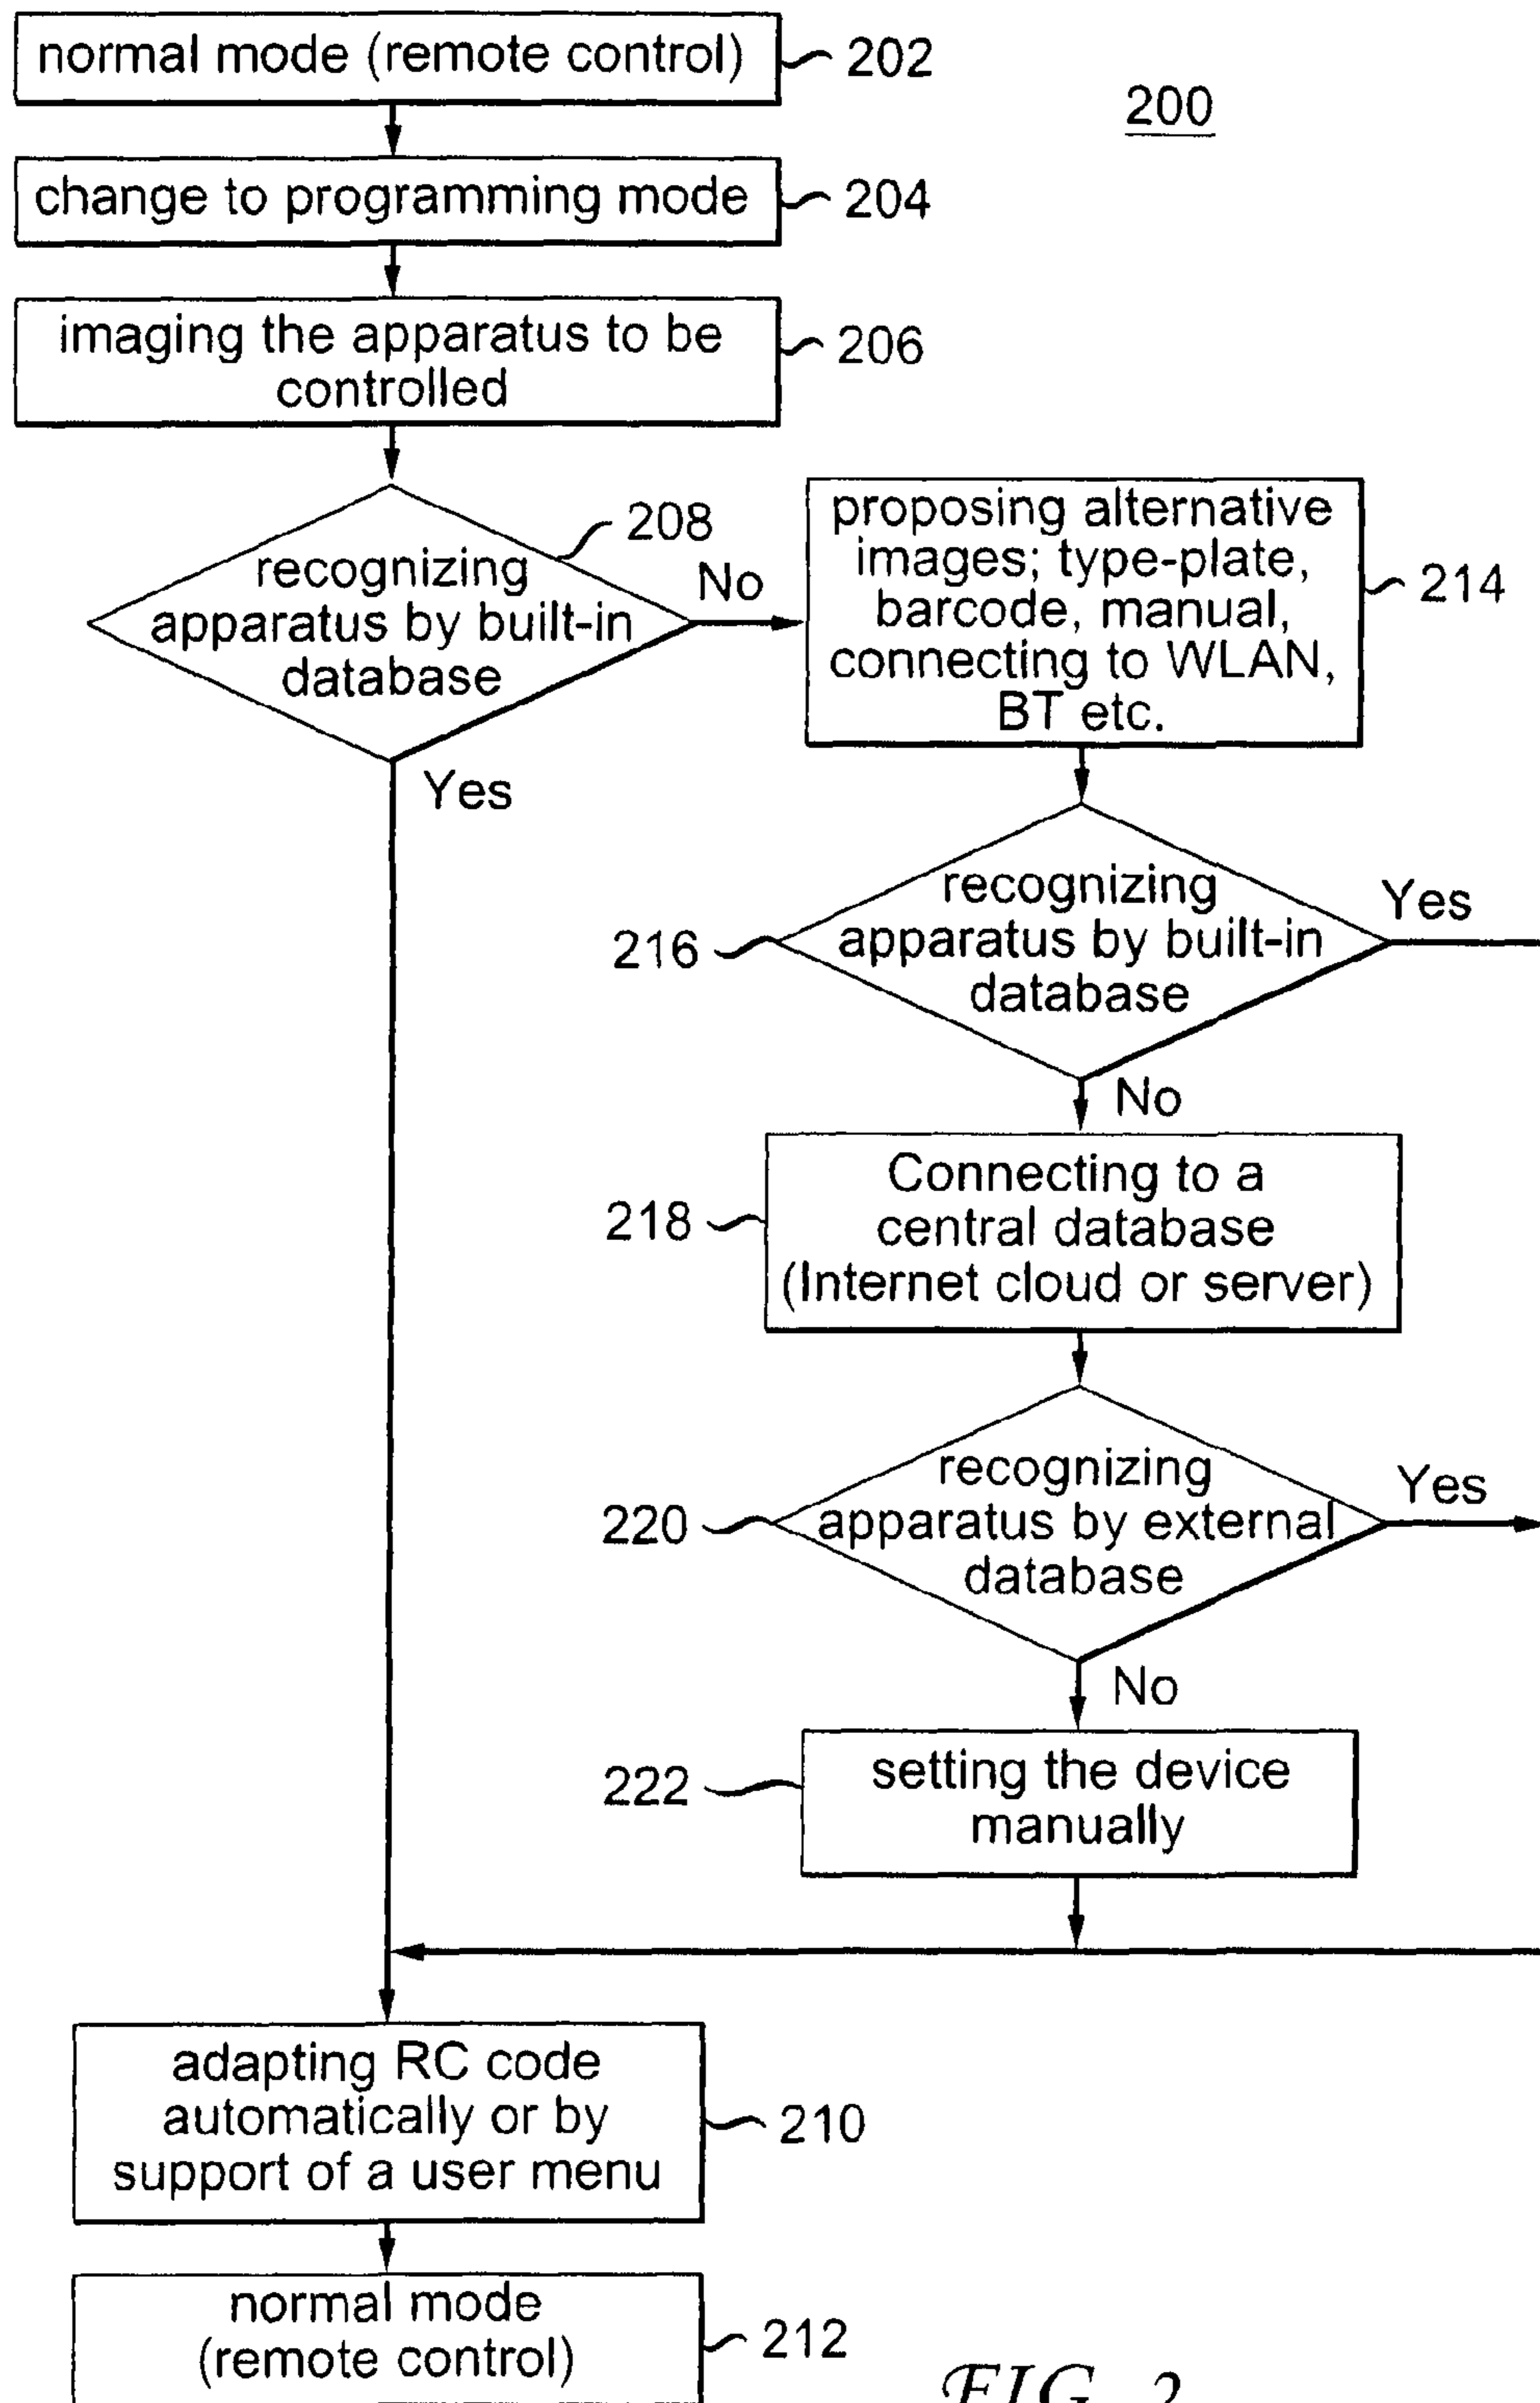 normal mode (remote control)
202
200
change to programming mode
204
imaging the apparatus to be
controlled
206
208
recognizing
apparatus by built-in
database
No
Yes
proposing alternative
images; type-plate,
barcode, manual,
connecting to WLAN,
BT etc.
214
216
recognizing
apparatus by built-in
database
Yes
No
218
Connecting to a
central database
(Internet cloud or server)
220
recognizing
apparatus by external
database
Yes
No
222
setting the device
manually
adapting RC code
automatically or by
support of a user menu
210
normal mode
(remote control)
212
FIG. 2